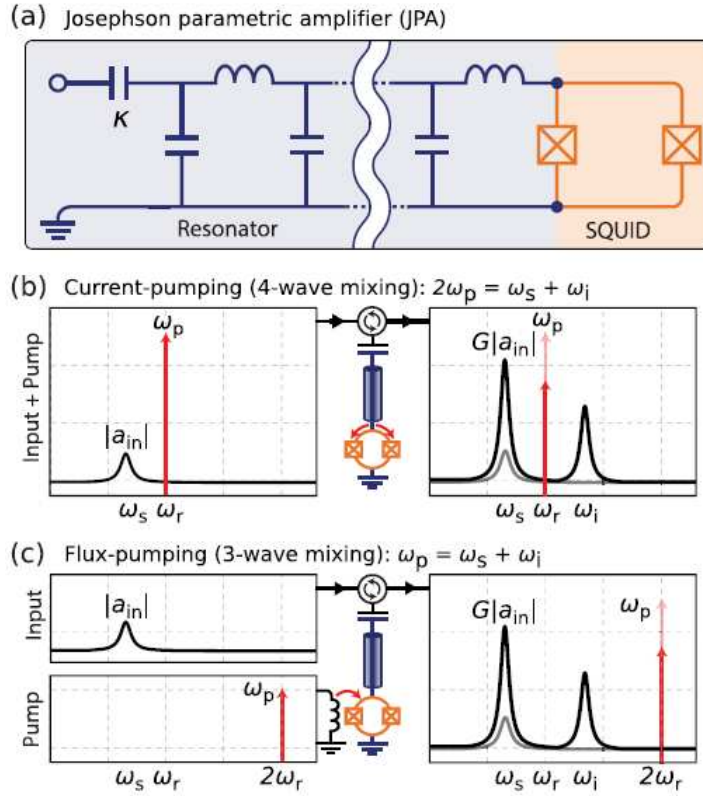 (a) Josephson parametric amplifier (JPA)
κ
Resonator
SQUID
(b) Current-pumping (4-wave mixing): 2ωp = ωs + ωi
Input + Pump
ωp
|ain|
ωs ωr
G|ain|
ωp
ωs ωr ωi
(c) Flux-pumping (3-wave mixing): ωp = ωs + ωi
Input
|ain|
Pump
ωp
ωs ωr 2ωr
G|ain|
ωp
ωs ωr ωi 2ωr